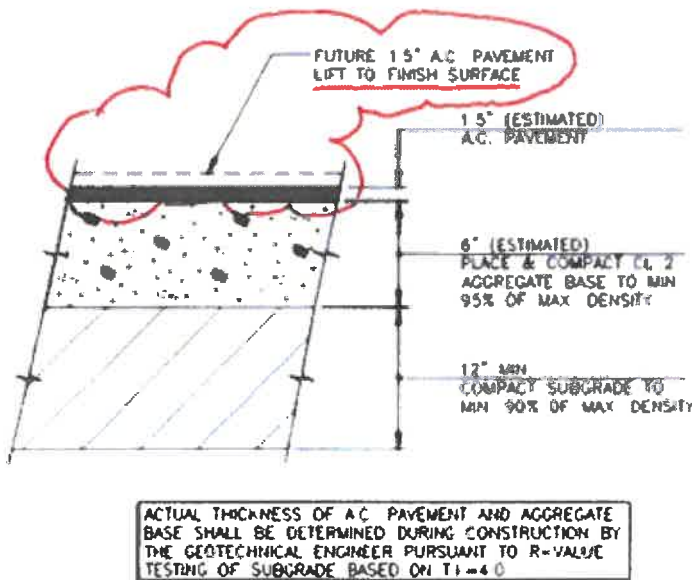 FUTURE 1.5" A.C. PAVEMENT
LIFT TO FINISH SURFACE
1.5" (ESTIMATED)
A.C. PAVEMENT
6" (ESTIMATED)
PLACE & COMPACT CL 2
AGGREGATE BASE TO MIN
95% OF MAX DENSITY
12" MIN
COMPACT SUBGRADE TO
MIN 90% OF MAX DENSITY
ACTUAL THICKNESS OF A.C. PAVEMENT AND AGGREGATE
BASE SHALL BE DETERMINED DURING CONSTRUCTION BY
THE GEOTECHNICAL ENGINEER PURSUANT TO R-VALUE
TESTING OF SUBGRADE BASED ON TI=4.0